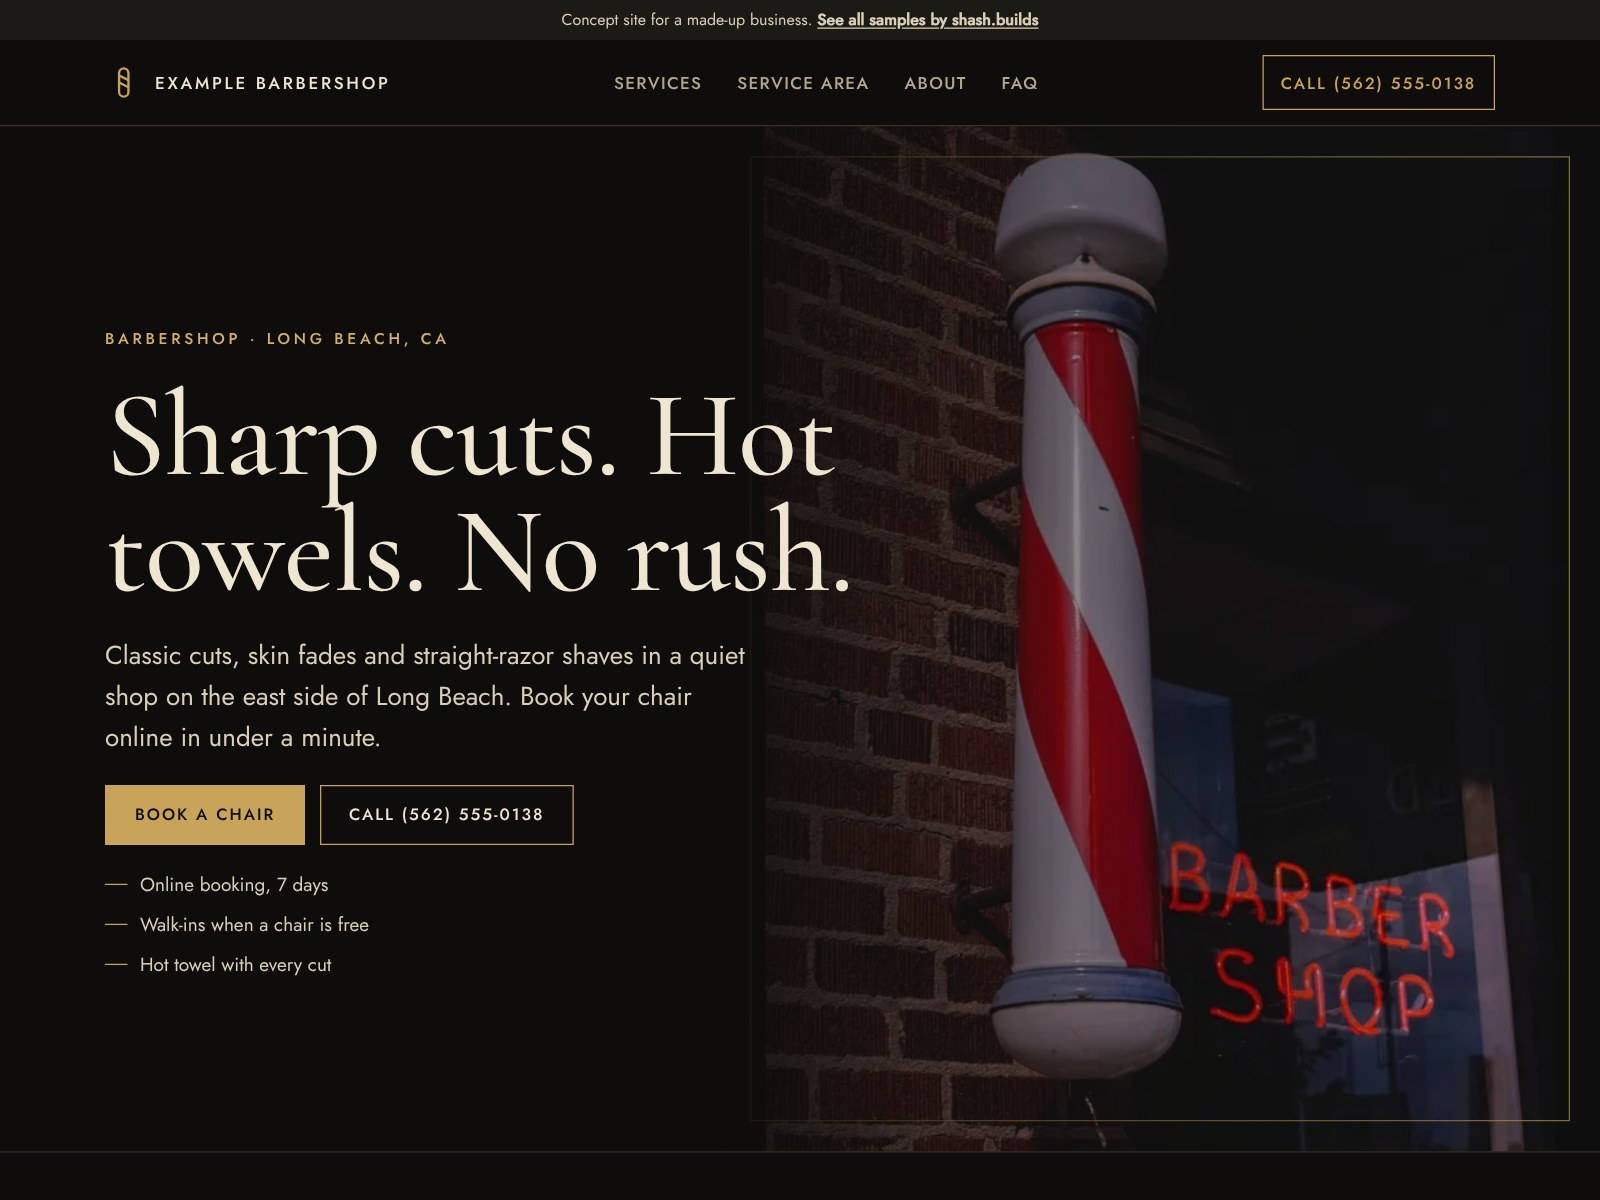 Concept site for a made-up business. See all samples by shash.builds
EXAMPLE BARBERSHOP
SERVICES
SERVICE AREA
ABOUT
FAQ
CALL (562) 555-0138
BARBERSHOP · LONG BEACH, CA
Sharp cuts. Hot
towels. No rush.
Classic cuts, skin fades and straight-razor shaves in a quiet
shop on the east side of Long Beach. Book your chair
online in under a minute.
BOOK A CHAIR
CALL (562) 555-0138
Online booking, 7 days
Walk-ins when a chair is free
Hot towel with every cut
BARBER
SHOP